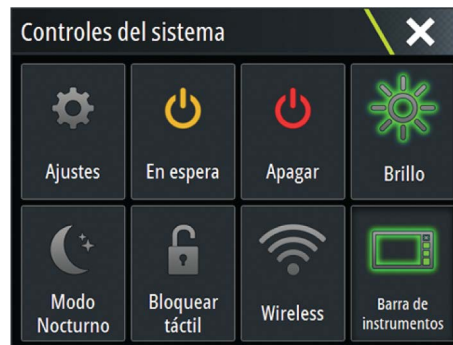 Controles del sistema
Ajustes
En espera
Apagar
Brillo
Modo
Nocturno
Bloquear
táctil
Wireless
Barra de
instrumentos